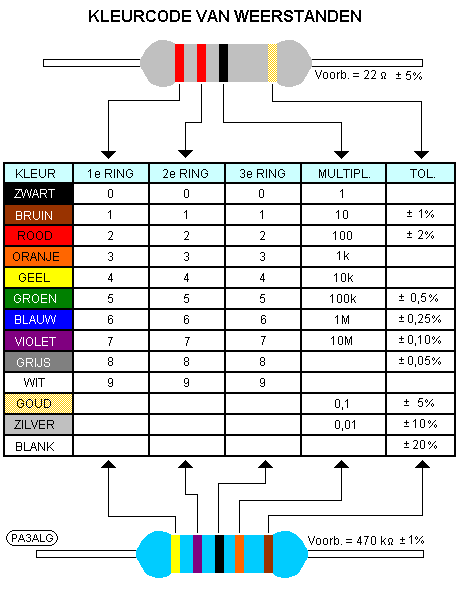 KLEURCODE VAN WEERSTANDEN
Voorb. = 22 Ω ± 5%
KLEUR 1e RING 2e RING 3e RING MULTIPL. TOL.
ZWART 0 0 0 1
BRUIN 1 1 1 10 ± 1%
ROOD 2 2 2 100 ± 2%
ORANJE 3 3 3 1k
GEEL 4 4 4 10k
GROEN 5 5 5 100k ± 0,5%
BLAUW 6 6 6 1M ± 0,25%
VIOLET 7 7 7 10M ± 0,10%
GRIJS 8 8 8 ± 0,05%
WIT 9 9 9
GOUD 0,1 ± 5%
ZILVER 0,01 ± 10%
BLANK ± 20%
PA3ALG Voorb. = 470 kΩ ± 1%